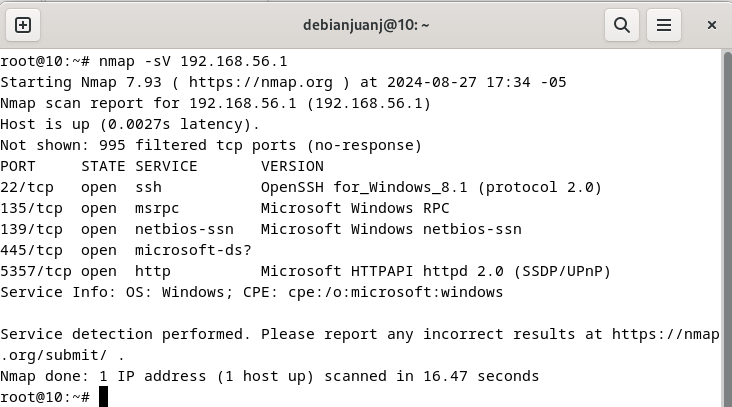 debianjuanj@10: ~
root@10:~# nmap -sV 192.168.56.1
Starting Nmap 7.93 ( https://nmap.org ) at 2024-08-27 17:34 -05
Nmap scan report for 192.168.56.1 (192.168.56.1)
Host is up (0.0027s latency).
Not shown: 995 filtered tcp ports (no-response)
PORT     STATE SERVICE       VERSION
22/tcp   open  ssh           OpenSSH for_Windows_8.1 (protocol 2.0)
135/tcp  open  msrpc         Microsoft Windows RPC
139/tcp  open  netbios-ssn   Microsoft Windows netbios-ssn
445/tcp  open  microsoft-ds?
5357/tcp open  http          Microsoft HTTPAPI httpd 2.0 (SSDP/UPnP)
Service Info: OS: Windows; CPE: cpe:/o:microsoft:windows

Service detection performed. Please report any incorrect results at https://nmap
.org/submit/ .
Nmap done: 1 IP address (1 host up) scanned in 16.47 seconds
root@10:~#